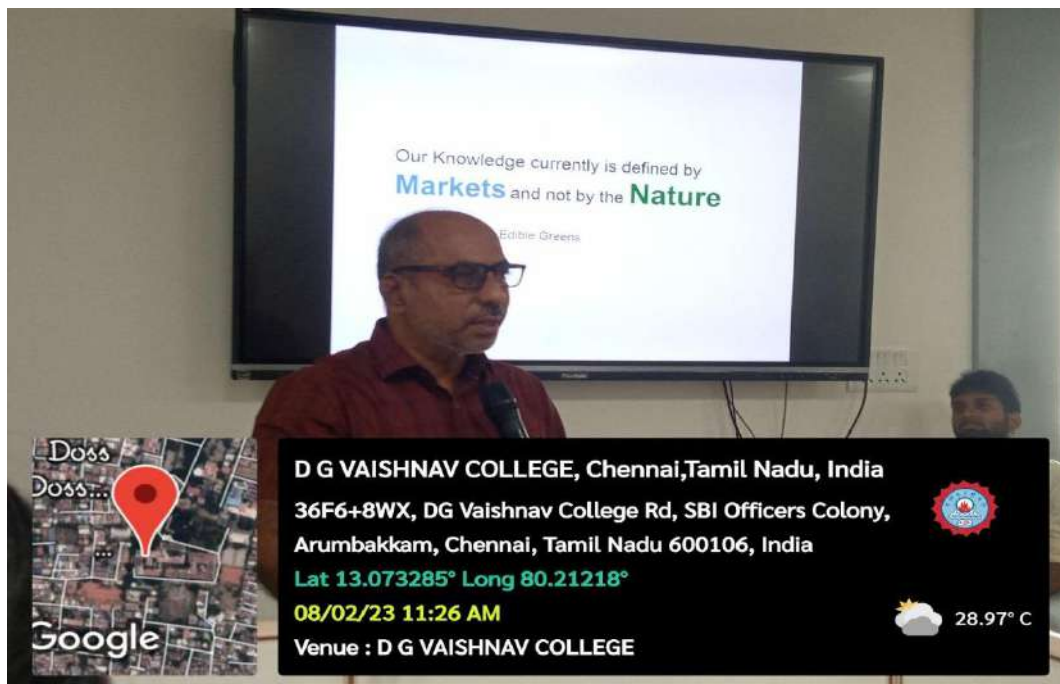 Our Knowledge currently is defined by
Markets and not by the Nature
Edible Greens
Doss
Doss...
...
Google
D G VAISHNAV COLLEGE, Chennai,Tamil Nadu, India
36F6+8WX, DG Vaishnav College Rd, SBI Officers Colony,
Arumbakkam, Chennai, Tamil Nadu 600106, India
Lat 13.073285° Long 80.21218°
08/02/23 11:26 AM
28.97° C
Venue : D G VAISHNAV COLLEGE